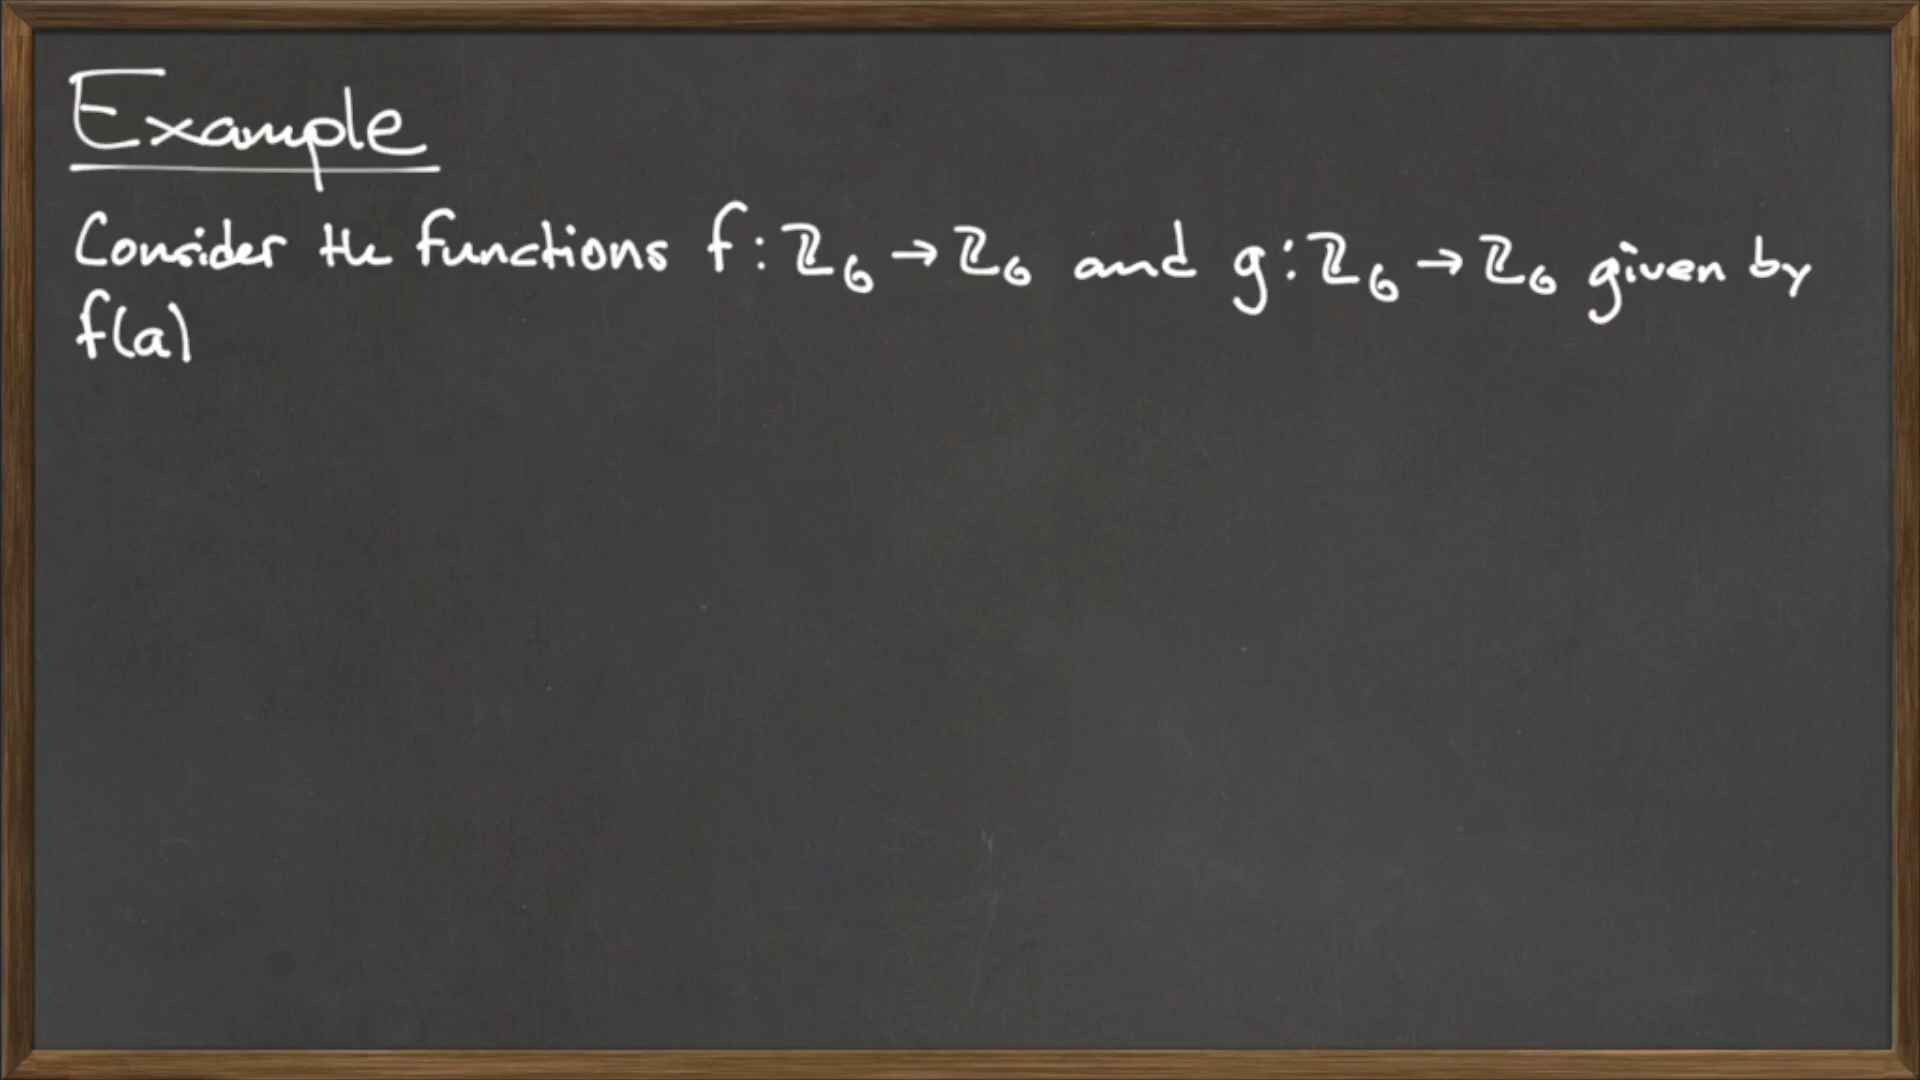 Example
Consider the functions f: ℤ₆ → ℤ₆ and g: ℤ₆ → ℤ₆ given by
f(a)